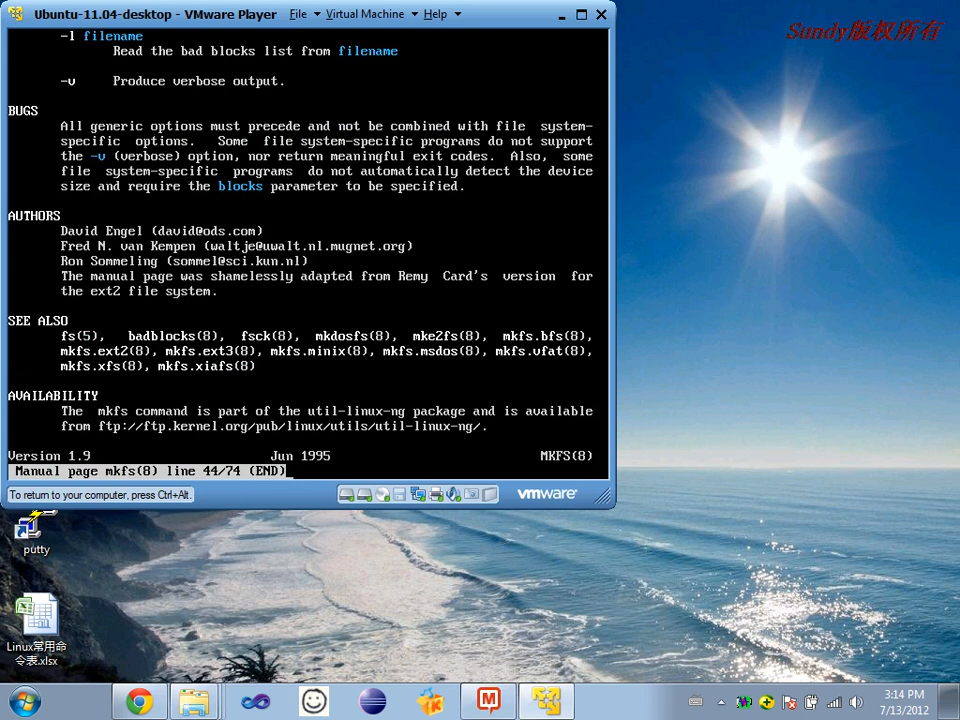 Ubuntu-11.04-desktop - VMware Player File Virtual Machine Help
Sundy版权所有
-l filename
Read the bad blocks list from filename
-v Produce verbose output.
BUGS
All generic options must precede and not be combined with file system-
specific options. Some file system-specific programs do not support
the -v (verbose) option, nor return meaningful exit codes. Also, some
file system-specific programs do not automatically detect the device
size and require the blocks parameter to be specified.
AUTHORS
David Engel (david@ods.com)
Fred N. van Kempen (waltje@uwalt.nl.mugnet.org)
Ron Sommeling (sommel@sci.kun.nl)
The manual page was shamelessly adapted from Remy Card's version for
the ext2 file system.
SEE ALSO
fs(5), badblocks(8), fsck(8), mkdosfs(8), mke2fs(8), mkfs.bfs(8),
mkfs.ext2(8), mkfs.ext3(8), mkfs.minix(8), mkfs.msdos(8), mkfs.vfat(8),
mkfs.xfs(8), mkfs.xiafs(8)
AVAILABILITY
The mkfs command is part of the util-linux-ng package and is available
from ftp://ftp.kernel.org/pub/linux/utils/util-linux-ng/.
Version 1.9 Jun 1995 MKFS(8)
Manual page mkfs(8) line 44/74 (END)
To return to your computer, press Ctrl+Alt.
vmware
putty
Linux常用命
令表.xlsx
3:14 PM
7/13/2012